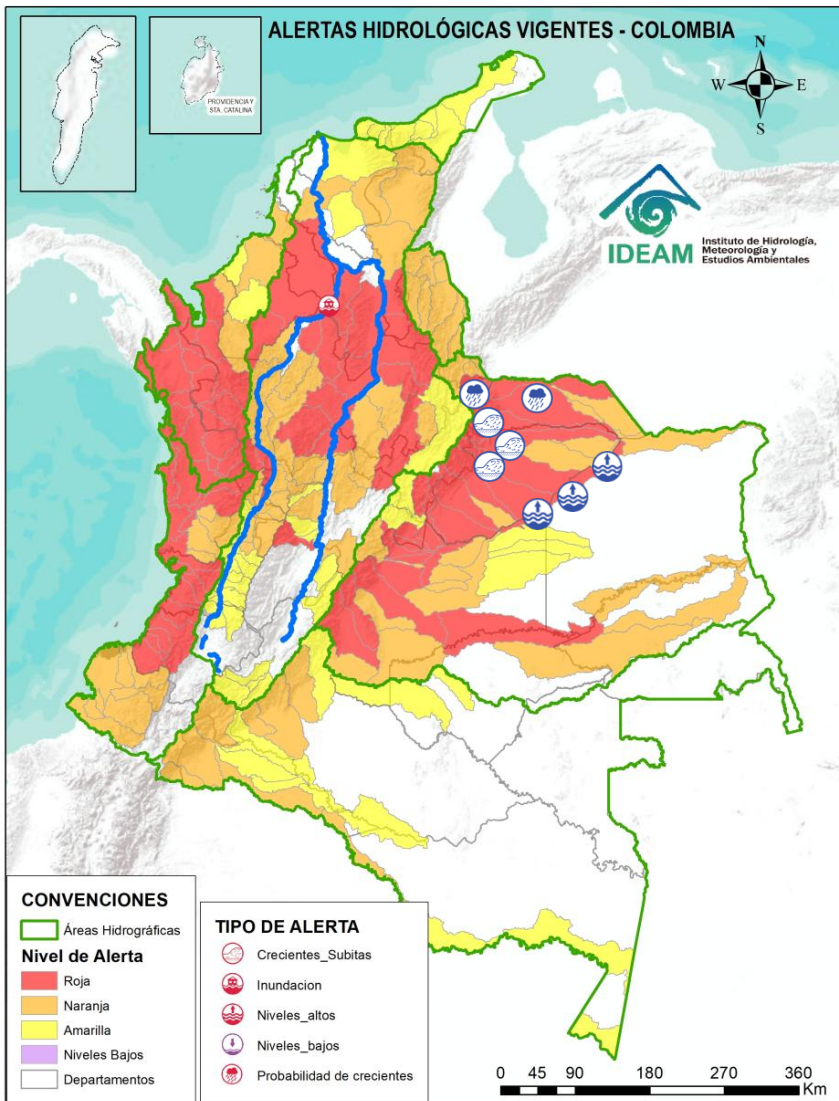 ALERTAS HIDROLÓGICAS VIGENTES - COLOMBIA
PROVIDENCIA Y
STA. CATALINA
N
W
E
S
IDEAM
Instituto de Hidrología,
Meteorología y
Estudios Ambientales
CONVENCIONES
Áreas Hidrográficas
Nivel de Alerta
Roja
Naranja
Amarilla
Niveles Bajos
Departamentos
TIPO DE ALERTA
Crecientes_Subitas
Inundacion
Niveles_altos
Niveles_bajos
Probabilidad de crecientes
0 45 90 180 270 360
Km